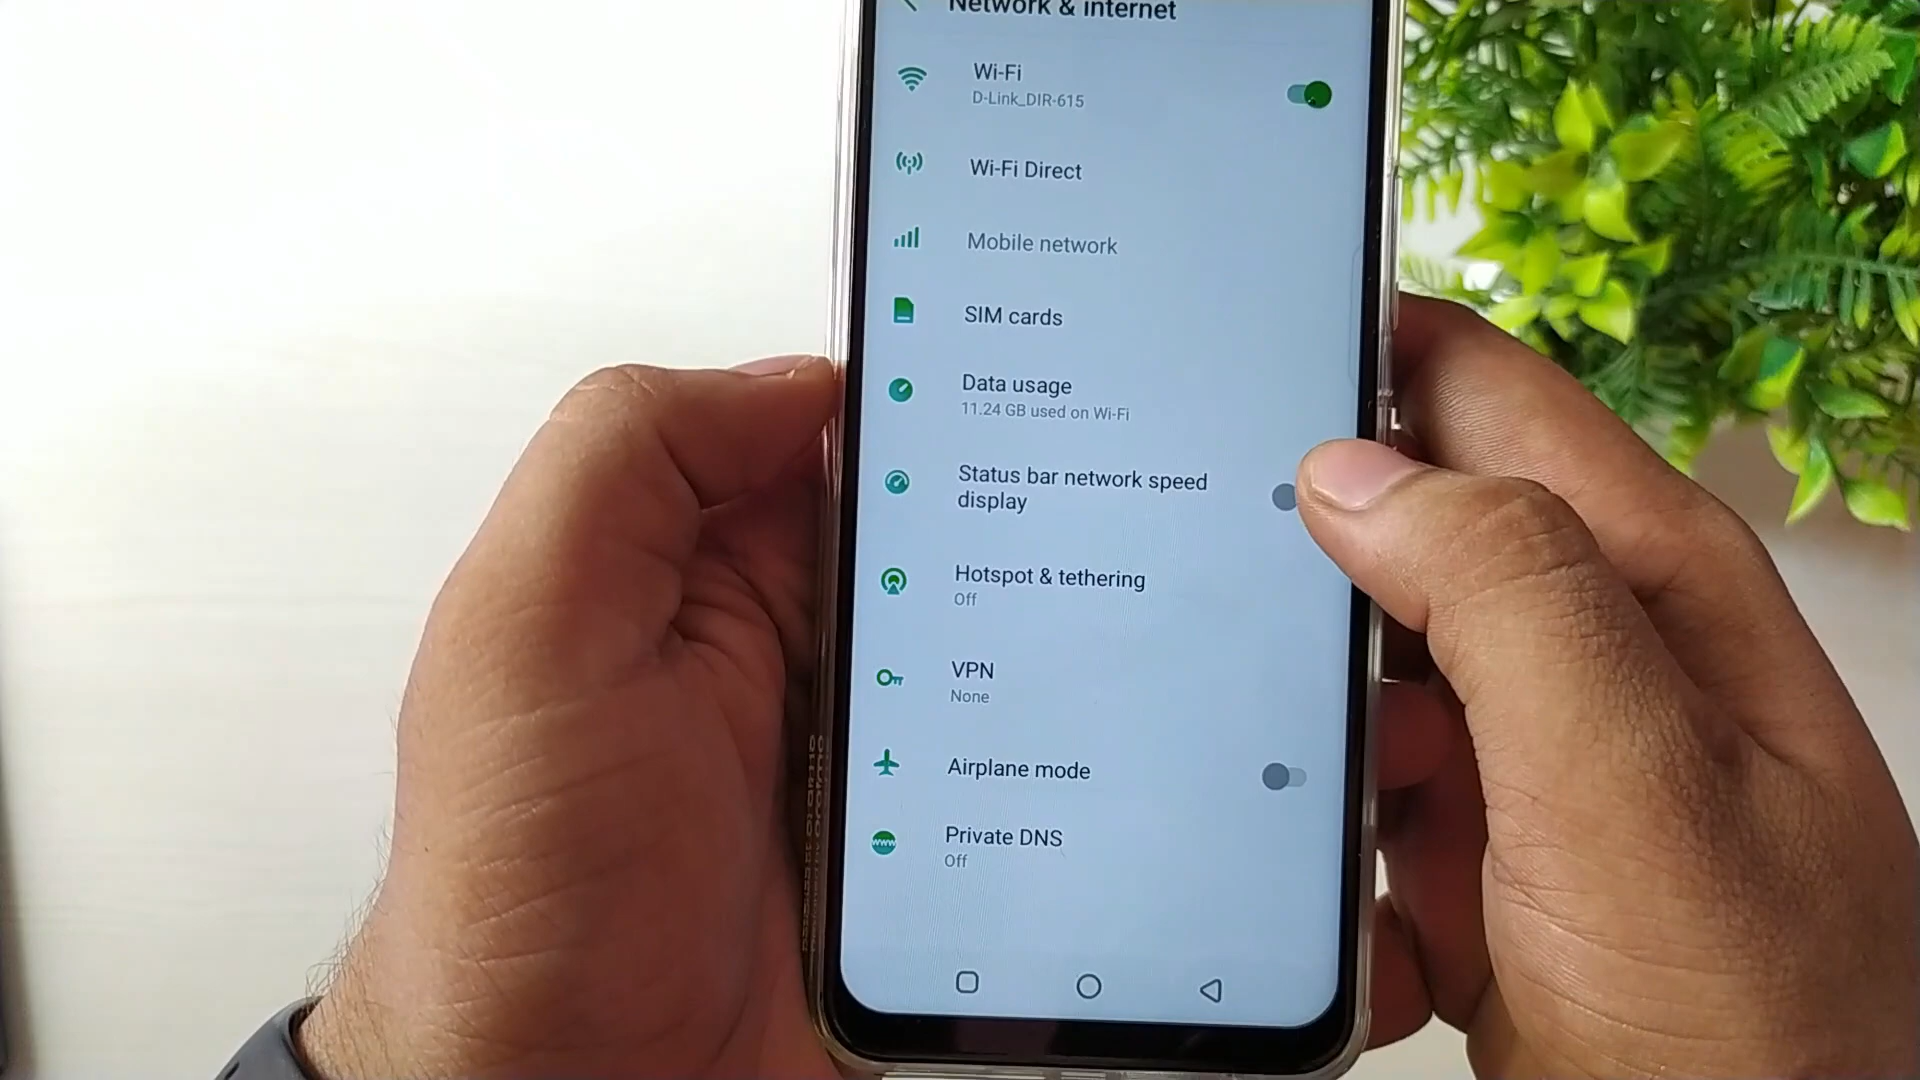 Network & internet
Wi-Fi
D-Link_DIR-615
Wi-Fi Direct
Mobile network
SIM cards
Data usage
11.24 GB used on Wi-Fi
Status bar network speed
display
Hotspot & tethering
Off
VPN
None
Airplane mode
www
Private DNS
Off